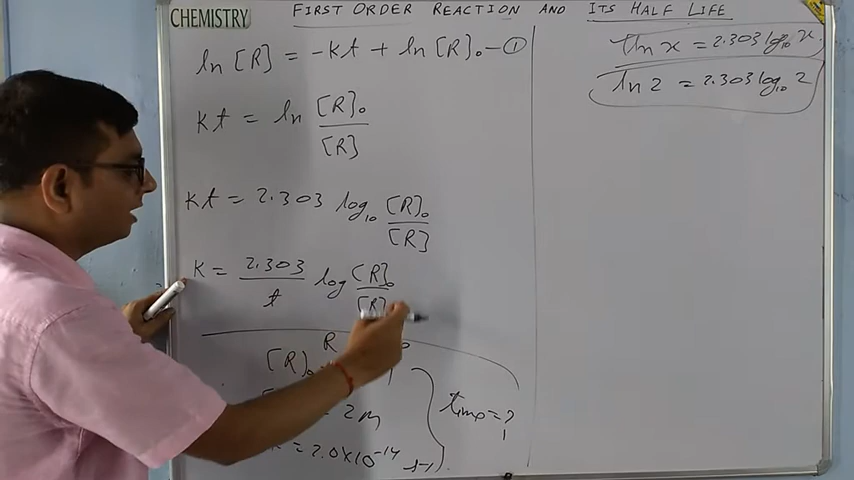 CHEMISTRY
FIRST ORDER REACTION AND ITS HALF LIFE
ln [R] = -Kt + ln [R]₀ - ①
Kt = ln [R]₀ / [R]
Kt = 2.303 log₁₀ [R]₀ / [R]
K = 2.303 / t log [R]₀ / [R]
R
[R]₀
= 2M
= 2.0 × 10⁻¹⁴ s-1
time = ?
ln x = 2.303 log₁₀ x
ln 2 = 2.303 log₁₀ 2